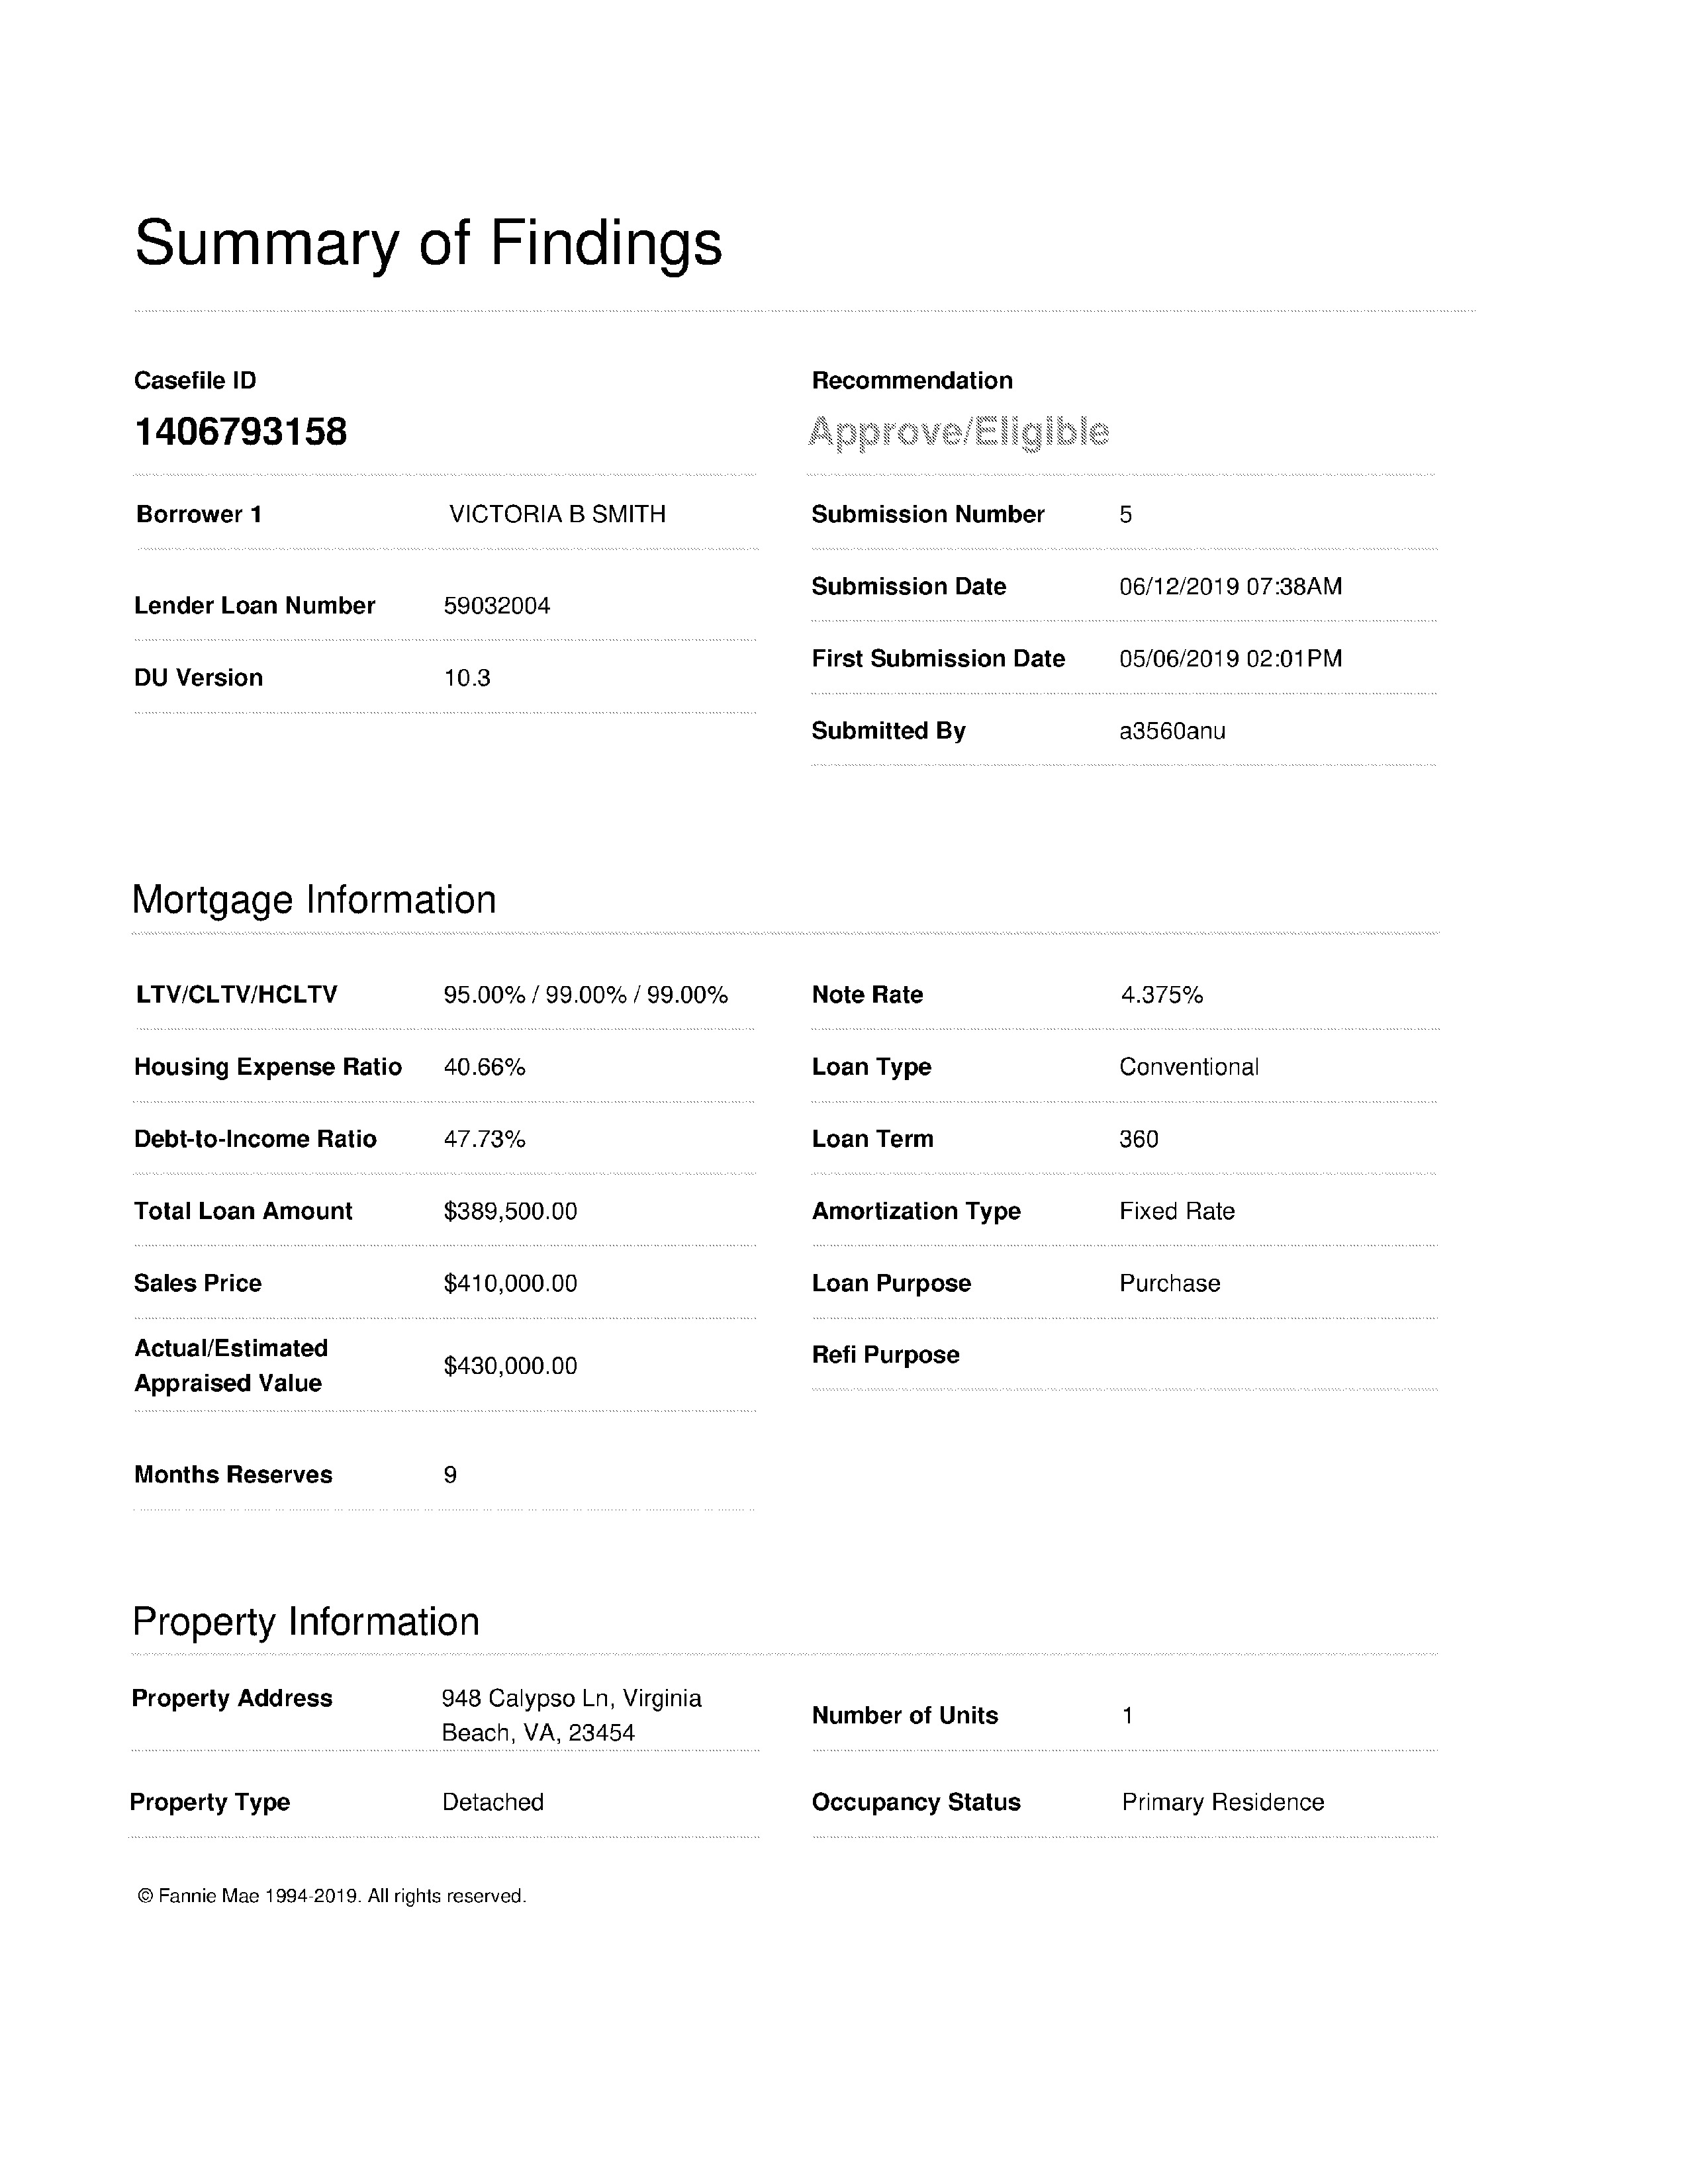 Summary of Findings
Casefile ID
1406793158
Borrower 1 VICTORIA B SMITH
Lender Loan Number 59032004
DU Version 10.3
Recommendation
Approve/Eligible
Submission Number 5
Submission Date 06/12/2019 07:38AM
First Submission Date 05/06/2019 02:01PM
Submitted By a3560anu
Mortgage Information
LTV/CLTV/HCLTV 95.00% / 99.00% / 99.00%
Housing Expense Ratio 40.66%
Debt-to-Income Ratio 47.73%
Total Loan Amount $389,500.00
Sales Price $410,000.00
Actual/Estimated
Appraised Value $430,000.00
Months Reserves 9
Note Rate 4.375%
Loan Type Conventional
Loan Term 360
Amortization Type Fixed Rate
Loan Purpose Purchase
Refi Purpose
Property Information
Property Address 948 Calypso Ln, Virginia
Beach, VA, 23454
Property Type Detached
Number of Units 1
Occupancy Status Primary Residence
© Fannie Mae 1994-2019. All rights reserved.